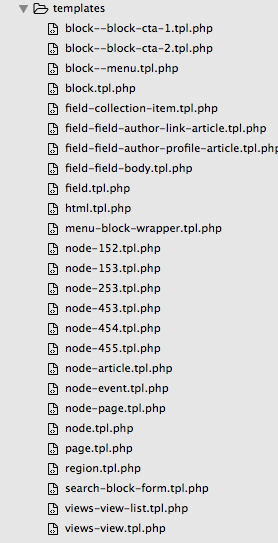 templates
block--block-cta-1.tpl.php
block--block-cta-2.tpl.php
block--menu.tpl.php
block.tpl.php
field-collection-item.tpl.php
field-field-author-link-article.tpl.php
field-field-author-profile-article.tpl.php
field-field-body.tpl.php
field.tpl.php
html.tpl.php
menu-block-wrapper.tpl.php
node-152.tpl.php
node-153.tpl.php
node-253.tpl.php
node-453.tpl.php
node-454.tpl.php
node-455.tpl.php
node-article.tpl.php
node-event.tpl.php
node-page.tpl.php
node.tpl.php
page.tpl.php
region.tpl.php
search-block-form.tpl.php
views-view-list.tpl.php
views-view.tpl.php